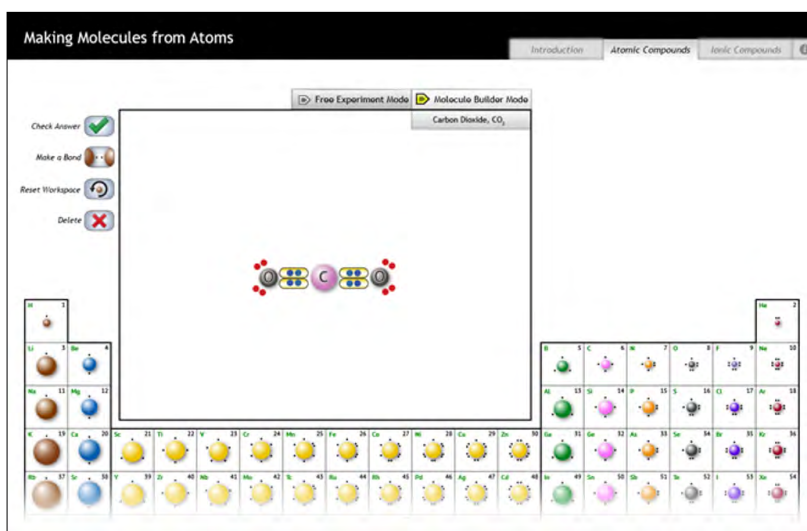 Making Molecules from Atoms
Introduction
Atomic Compounds
Ionic Compounds
Free Experiment Mode
Molecule Builder Mode
Carbon Dioxide, CO2
Check Answer
Make a Bond
Reset Workspace
Delete
O C O
H 1
He 2
Li 3 Be 4 B 5 C 6 N 7 O 8 F 9 Ne 10
Na 11 Mg 12 Al 13 Si 14 P 15 S 16 Cl 17 Ar 18
K 19 Ca 20 Sc 21 Ti 22 V 23 Cr 24 Mn 25 Fe 26 Co 27 Ni 28 Cu 29 Zn 30 Ga 31 Ge 32 As 33 Se 34 Br 35 Kr 36
Rb 37 Sr 38 Y 39 Zr 40 Nb 41 Mo 42 Tc 43 Ru 44 Rh 45 Pd 46 Ag 47 Cd 48 In 49 Sn 50 Sb 51 Te 52 I 53 Xe 54